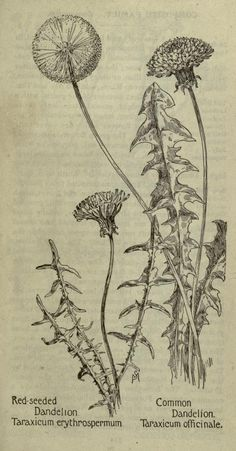 Red-seeded
Dandelion
Taraxicum erythrospermum
Common
Dandelion.
Taraxicum officinale.